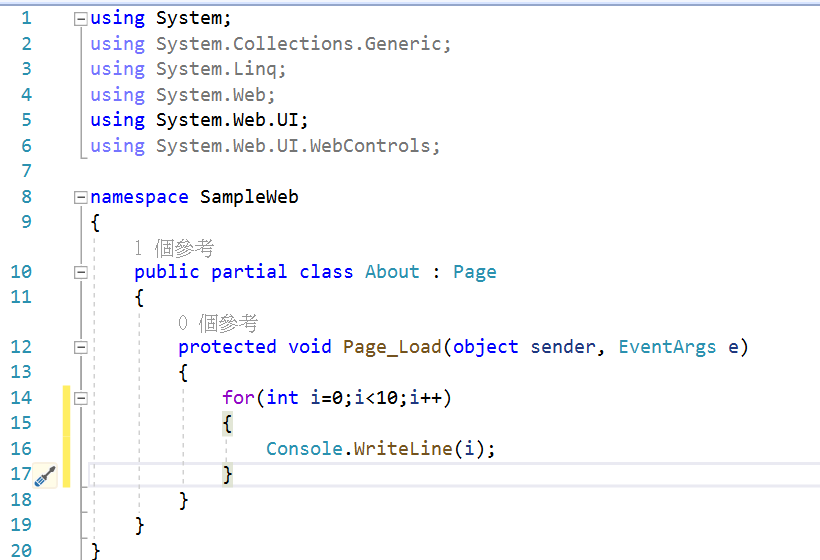 1 using System;
2 using System.Collections.Generic;
3 using System.Linq;
4 using System.Web;
5 using System.Web.UI;
6 using System.Web.UI.WebControls;
7
8 namespace SampleWeb
9 {
1 個參考
10 public partial class About : Page
11 {
0 個參考
12 protected void Page_Load(object sender, EventArgs e)
13 {
14 for(int i=0;i<10;i++)
15 {
16 Console.WriteLine(i);
17 }
18 }
19 }
20 }